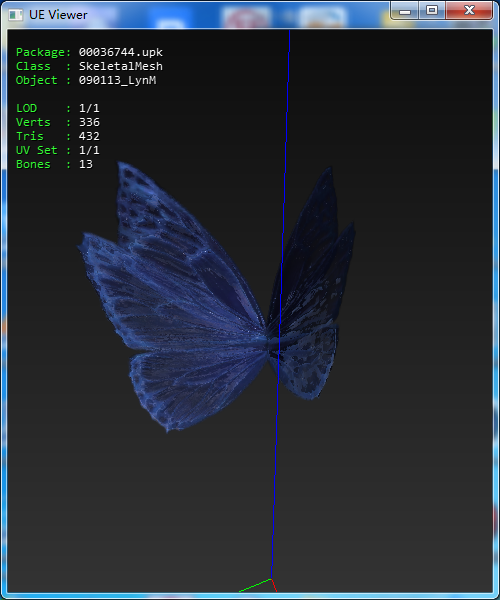 UE Viewer
Package: 00036744.upk
Class  : SkeletalMesh
Object : 090113_LynM
LOD    : 1/1
Verts  : 336
Tris   : 432
UV Set : 1/1
Bones  : 13